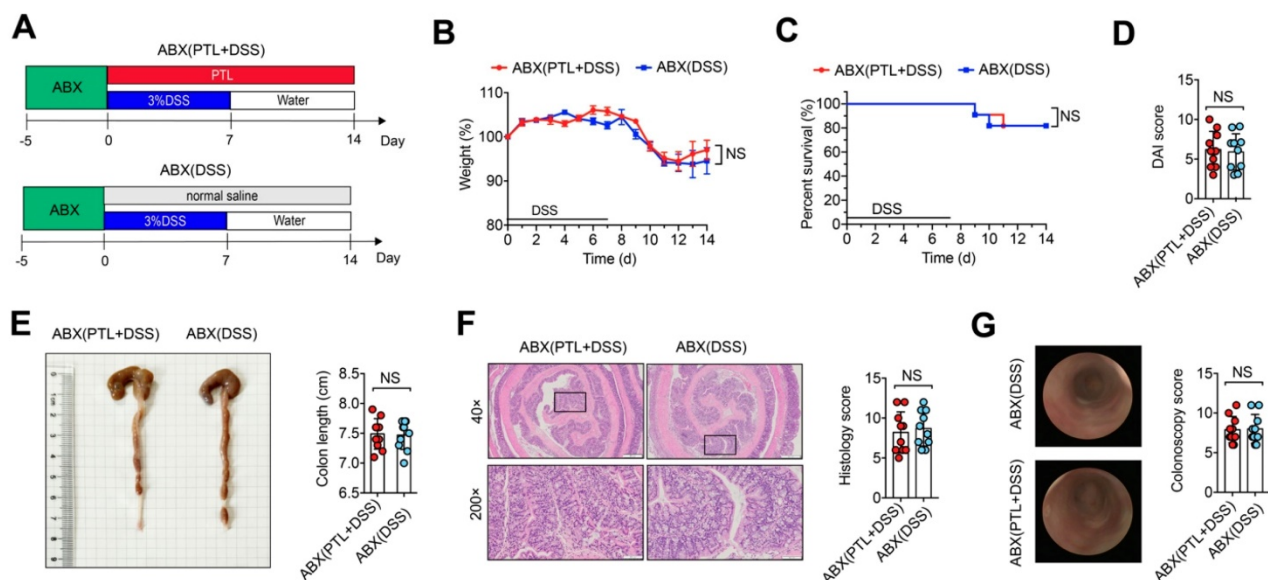 A
ABX(PTL+DSS)
ABX
PTL
3%DSS
Water
-5
0
7
14
Day
ABX(DSS)
ABX
normal saline
3%DSS
Water
-5
0
7
14
Day
B
ABX(PTL+DSS)
ABX(DSS)
Weight (%)
110
100
90
80
NS
DSS
0 2 4 6 8 10 12 14
Time (d)
C
ABX(PTL+DSS)
ABX(DSS)
Percent survival (%)
100
80
60
40
20
0
NS
DSS
0 2 4 6 8 10 12 14
Time (d)
D
DAI score
15
10
5
0
NS
ABX(PTL+DSS)
ABX(DSS)
E
ABX(PTL+DSS)
ABX(DSS)
Colon length (cm)
8.5
8.0
7.5
7.0
6.5
NS
ABX(PTL+DSS)
ABX(DSS)
F
ABX(PTL+DSS)
ABX(DSS)
40×
200×
Histology score
15
10
5
0
NS
ABX(PTL+DSS)
ABX(DSS)
G
ABX(DSS)
ABX(PTL+DSS)
Colonoscopy score
15
10
5
0
NS
ABX(PTL+DSS)
ABX(DSS)